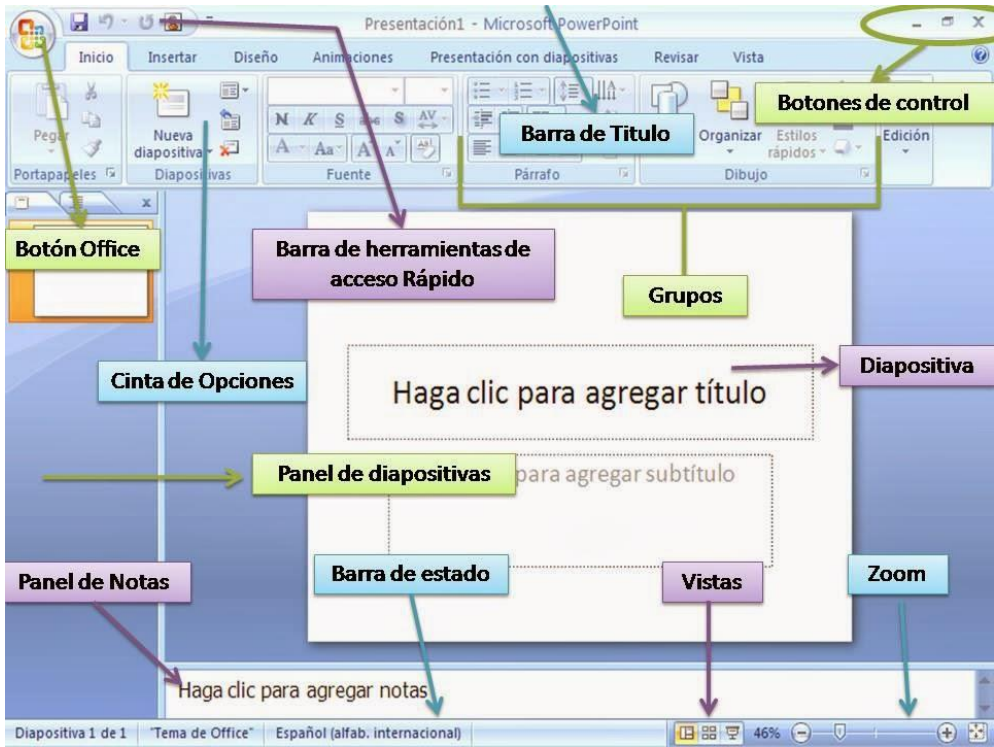 Presentación1 - Microsoft PowerPoint
Inicio Insertar Diseño Animaciones Presentación con diapositivas Revisar Vista
Botones de control
Pegar
Nueva
diapositiva
N K S abc S AV
A Aa A A
Barra de Titulo
Organizar
Estilos
rápidos
Edición
Portapapeles Diapositivas Fuente Párrafo Dibujo
Botón Office
Barra de herramientas de
acceso Rápido
Grupos
Diapositiva
Cinta de Opciones
Haga clic para agregar título
Panel de diapositivas
para agregar subtítulo
Panel de Notas
Barra de estado
Vistas
Zoom
Haga clic para agregar notas
Diapositiva 1 de 1 "Tema de Office" Español (alfab. internacional) 46%